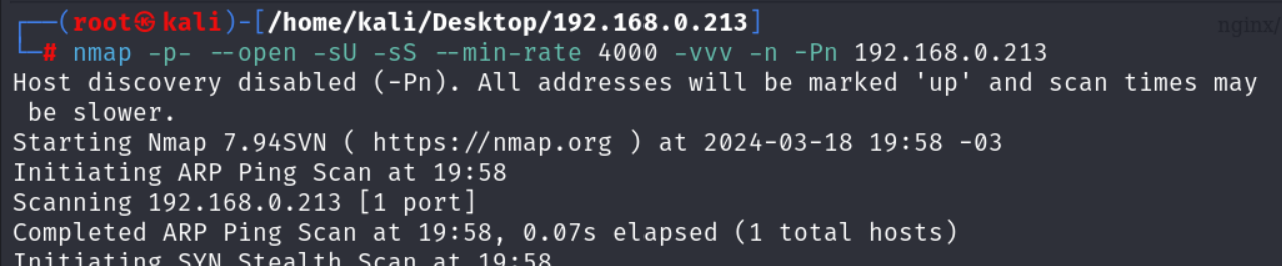 ┌──(root㉿kali)-[/home/kali/Desktop/192.168.0.213]
nginx/
└─# nmap -p- --open -sU -sS --min-rate 4000 -vvv -n -Pn 192.168.0.213
Host discovery disabled (-Pn). All addresses will be marked 'up' and scan times may
 be slower.
Starting Nmap 7.94SVN ( https://nmap.org ) at 2024-03-18 19:58 -03
Initiating ARP Ping Scan at 19:58
Scanning 192.168.0.213 [1 port]
Completed ARP Ping Scan at 19:58, 0.07s elapsed (1 total hosts)
Initiating SYN Stealth Scan at 19:58